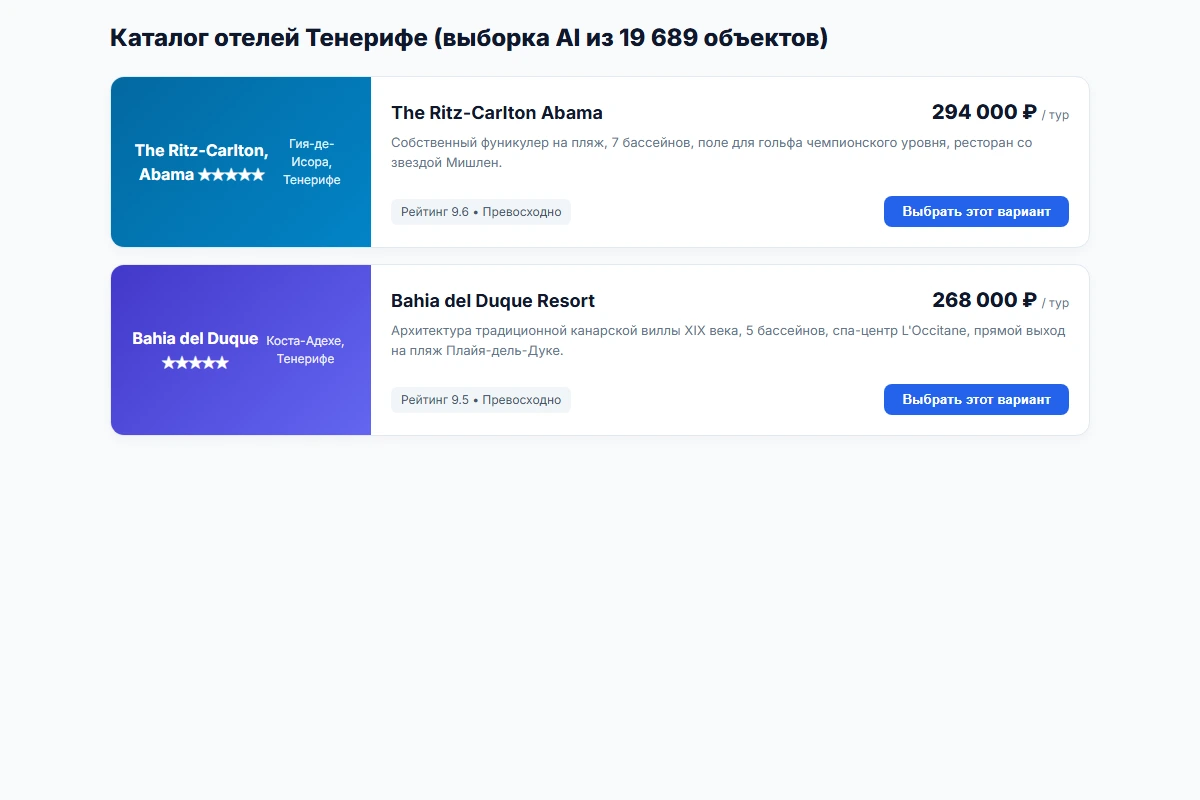 Каталог отелей Тенерифе (выборка AI из 19 689 объектов)
The Ritz-Carlton,
Abama ★★★★★
Гия-де-
Исора,
Тенерифе
The Ritz-Carlton Abama
294 000 ₽ / тур
Собственный фуникулер на пляж, 7 бассейнов, поле для гольфа чемпионского уровня, ресторан со
звездой Мишлен.
Рейтинг 9.6 • Превосходно
Выбрать этот вариант
Bahia del Duque
★★★★★
Коста-Адехе,
Тенерифе
Bahia del Duque Resort
268 000 ₽ / тур
Архитектура традиционной канарской виллы XIX века, 5 бассейнов, спа-центр L'Occitane, прямой выход
на пляж Плайя-дель-Дуке.
Рейтинг 9.5 • Превосходно
Выбрать этот вариант